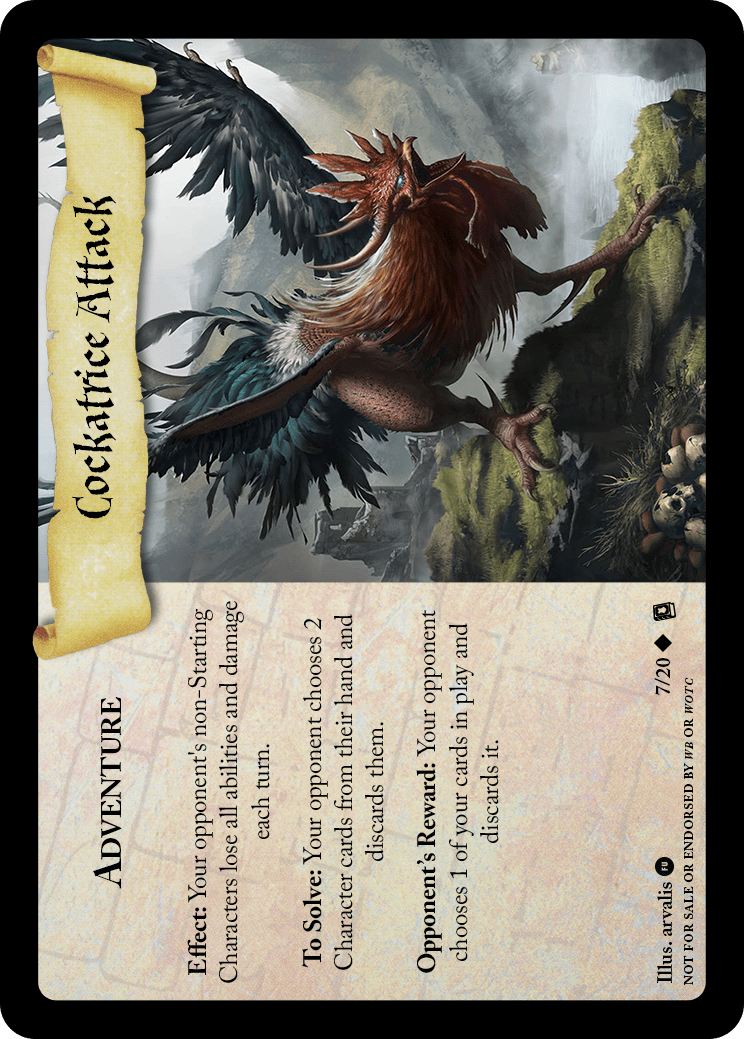 Cockatrice Attack
ADVENTURE
Effect: Your opponent's non-Starting
Characters lose all abilities and damage
each turn.
To Solve: Your opponent chooses 2
Character cards from their hand and
discards them.
Opponent's Reward: Your opponent
chooses 1 of your cards in play and
discards it.
Illus. arvalis FU 7/20
NOT FOR SALE OR ENDORSED BY WB OR WOTC